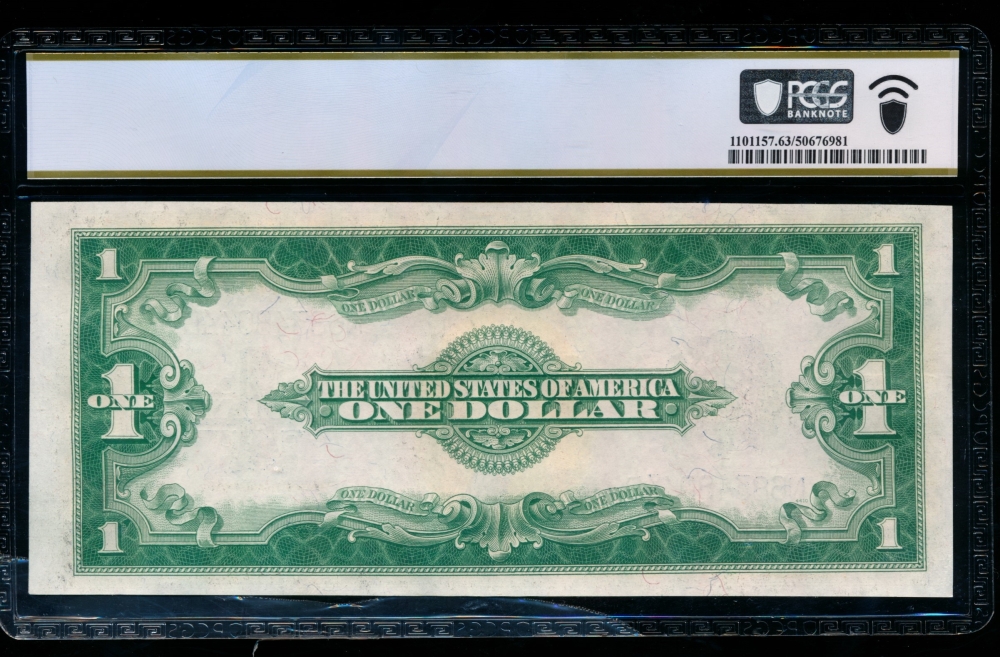 PCGS
BANKNOTE
1101157.63/50676981
1 1
ONE DOLLAR ONE DOLLAR
THE UNITED STATES OF AMERICA
1 ONE ONE DOLLAR 1 ONE
ONE DOLLAR ONE DOLLAR
1 1